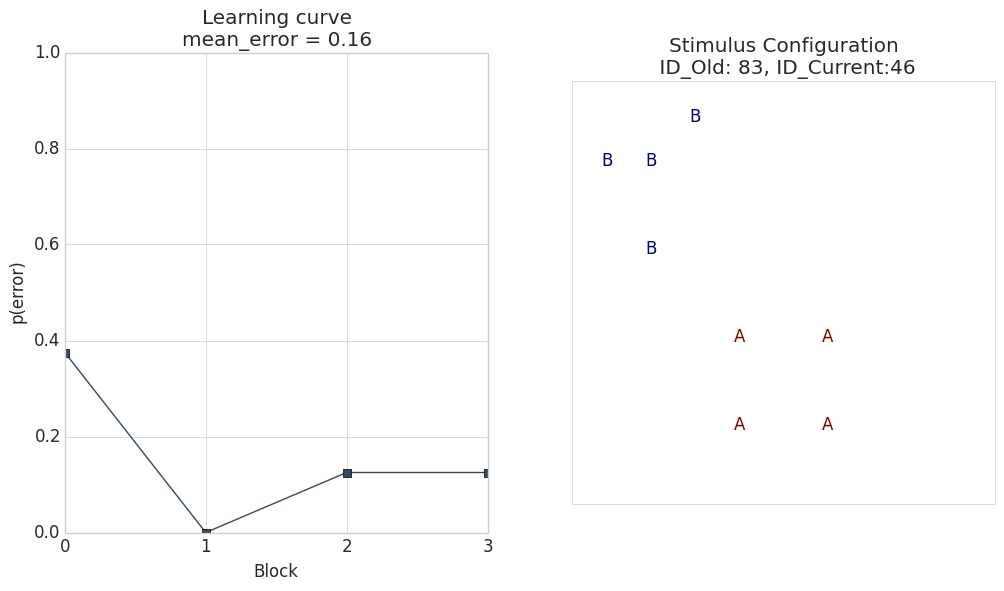 Learning curve
mean_error = 0.16
1.0
0.8
0.6
0.4
0.2
0.0
p(error)
0 1 2 3
Block
Stimulus Configuration
ID_Old: 83, ID_Current:46
B
B B
B
A A
A A